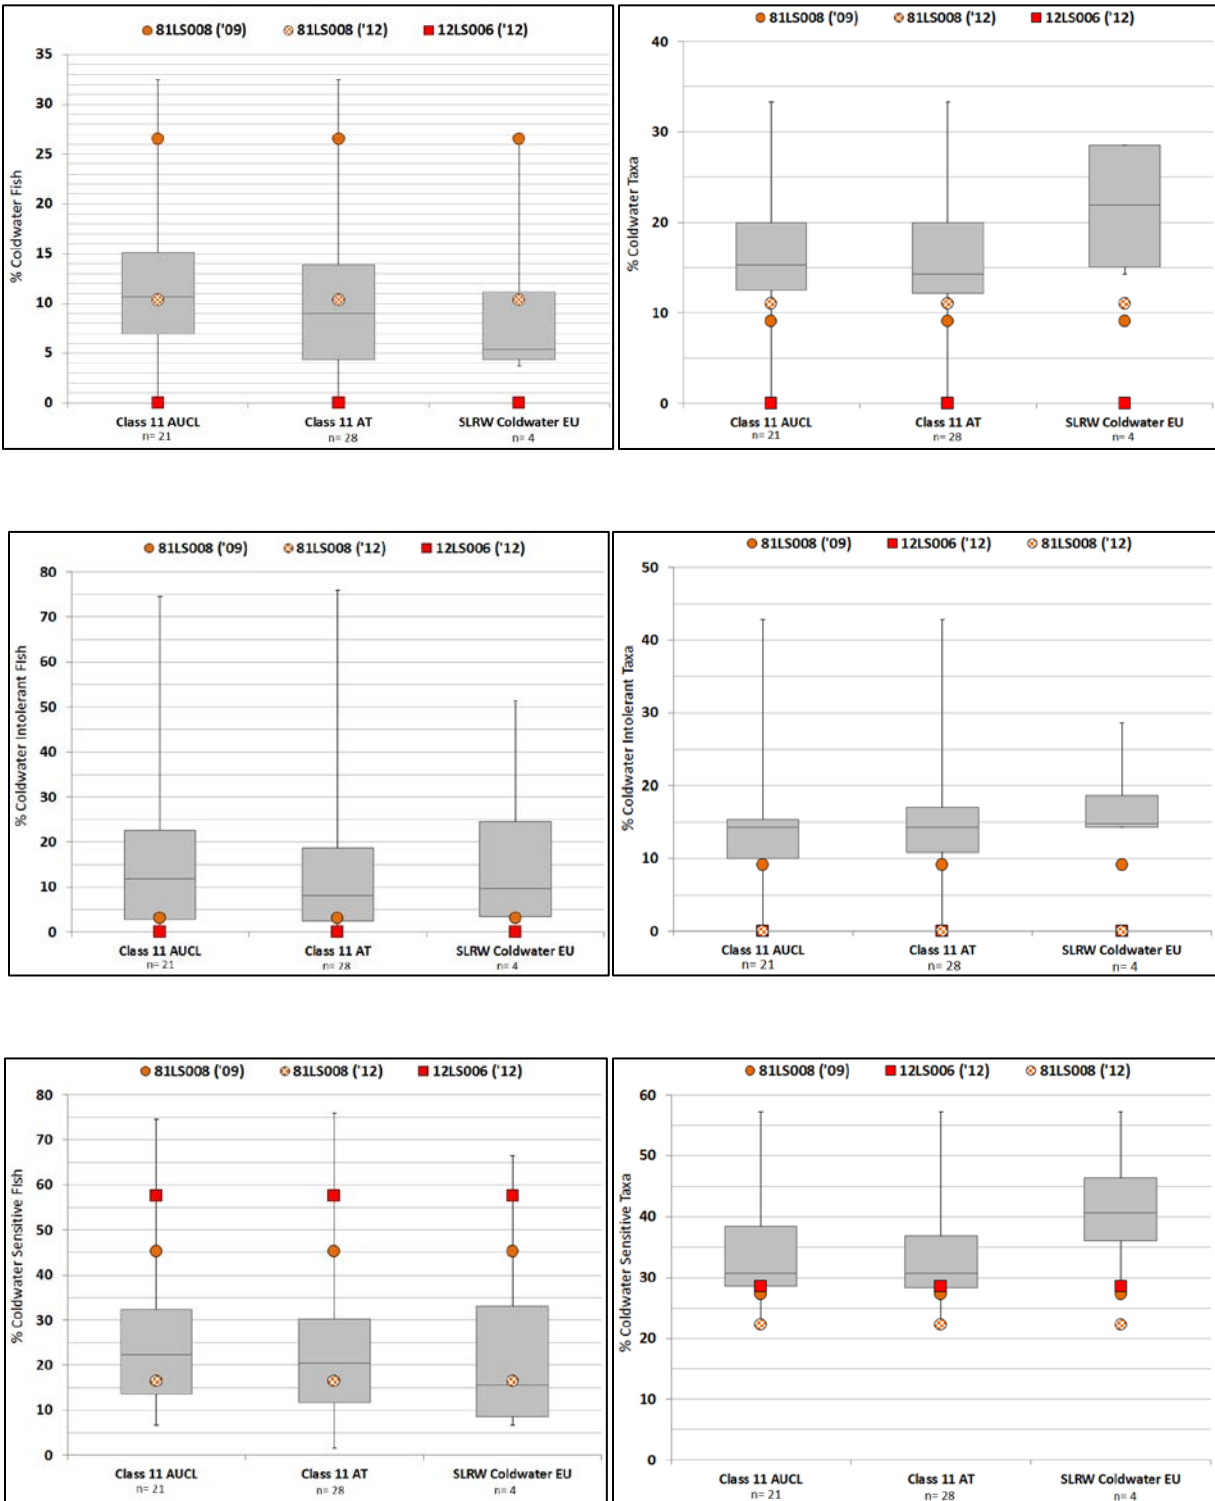 81LS008 ('09) 81LS008 ('12) 12LS006 ('12)
35
30
25
20
15
10
5
0
% Coldwater Fish
Class 11 AUCL Class 11 AT SLRW Coldwater EU
n= 21 n= 28 n= 4
81LS008 ('09) 81LS008 ('12) 12LS006 ('12)
40
30
20
10
0
% Coldwater Taxa
Class 11 AUCL Class 11 AT SLRW Coldwater EU
n= 21 n= 28 n= 4
81LS008 ('09) 81LS008 ('12) 12LS006 ('12)
80
70
60
50
40
30
20
10
0
% Coldwater Intolerant Fish
Class 11 AUCL Class 11 AT SLRW Coldwater EU
n= 21 n= 28 n= 4
81LS008 ('09) 12LS006 ('12) 81LS008 ('12)
50
40
30
20
10
0
% Coldwater Intolerant Taxa
Class 11 AUCL Class 11 AT SLRW Coldwater EU
n= 21 n= 28 n= 4
81LS008 ('09) 81LS008 ('12) 12LS006 ('12)
80
70
60
50
40
30
20
10
0
% Coldwater Sensitive Fish
Class 11 AUCL Class 11 AT SLRW Coldwater EU
n= 21 n= 28 n= 4
81LS008 ('09) 12LS006 ('12) 81LS008 ('12)
60
50
40
30
20
10
0
% Coldwater Sensitive Taxa
Class 11 AUCL Class 11 AT SLRW Coldwater EU
n= 21 n= 28 n= 4